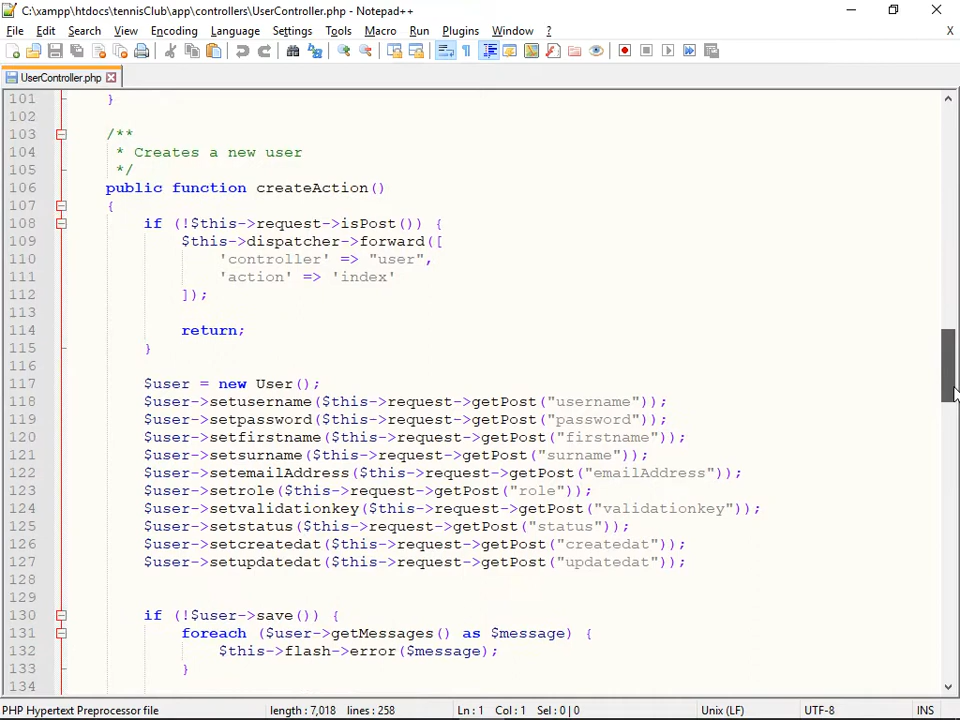 C:\xampp\htdocs\tennisClub\app\controllers\UserController.php - Notepad++
File Edit Search View Encoding Language Settings Tools Macro Run Plugins Window ? X
UserController.php
101 }
102
103 /**
104 * Creates a new user
105 */
106 public function createAction()
107 {
108 if (!$this->request->isPost()) {
109 $this->dispatcher->forward([
110 'controller' => "user",
111 'action' => 'index'
112 ]);
113
114 return;
115 }
116
117 $user = new User();
118 $user->setusername($this->request->getPost("username"));
119 $user->setpassword($this->request->getPost("password"));
120 $user->setfirstname($this->request->getPost("firstname"));
121 $user->setsurname($this->request->getPost("surname"));
122 $user->setemailAddress($this->request->getPost("emailAddress"));
123 $user->setrole($this->request->getPost("role"));
124 $user->setvalidationkey($this->request->getPost("validationkey"));
125 $user->setstatus($this->request->getPost("status"));
126 $user->setcreatedat($this->request->getPost("createdat"));
127 $user->setupdatedat($this->request->getPost("updatedat"));
128
129
130 if (!$user->save()) {
131 foreach ($user->getMessages() as $message) {
132 $this->flash->error($message);
133 }
134
PHP Hypertext Preprocessor file length : 7,018 lines : 258 Ln : 1 Col : 1 Sel : 0 | 0 Unix (LF) UTF-8 INS